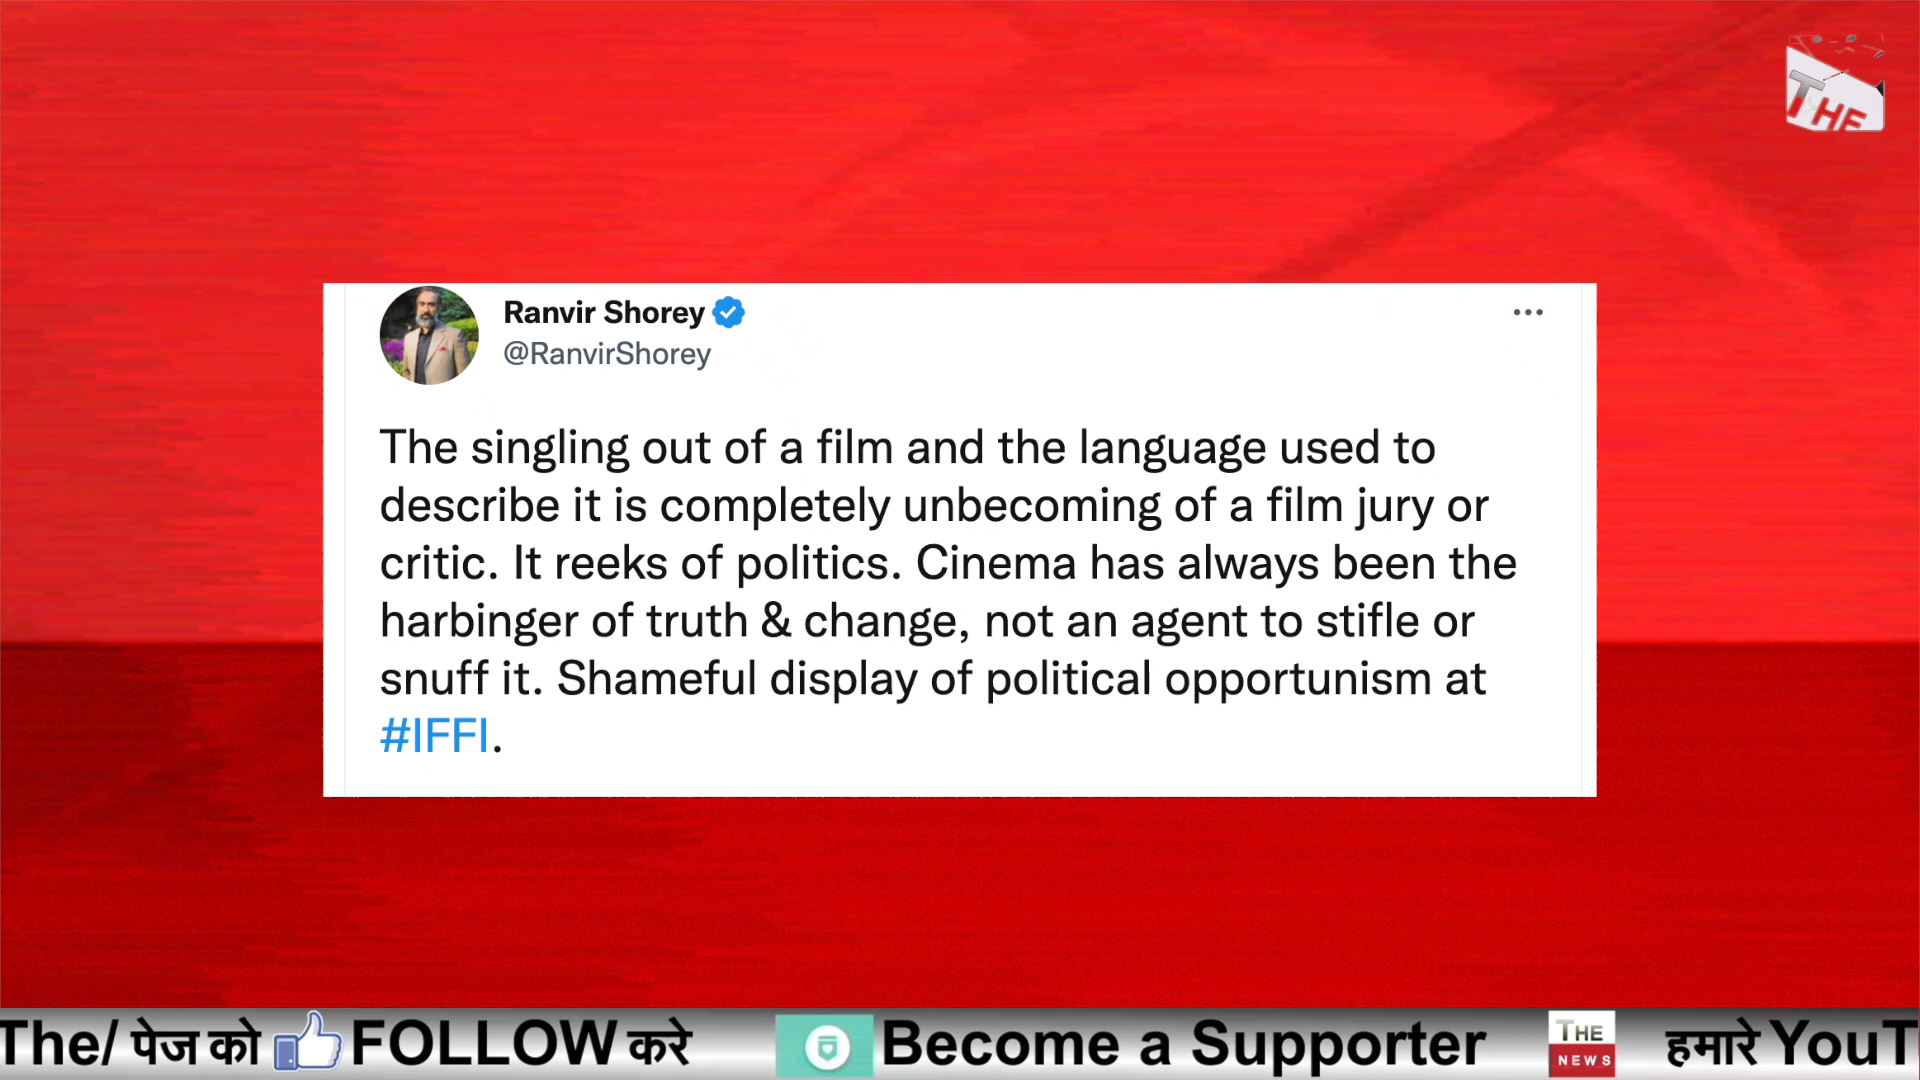 THE
Ranvir Shorey
@RanvirShorey
The singling out of a film and the language used to
describe it is completely unbecoming of a film jury or
critic. It reeks of politics. Cinema has always been the
harbinger of truth & change, not an agent to stifle or
snuff it. Shameful display of political opportunism at
#IFFI.
The/ पेज को FOLLOW करे Become a Supporter THE NEWS हमारे YouT